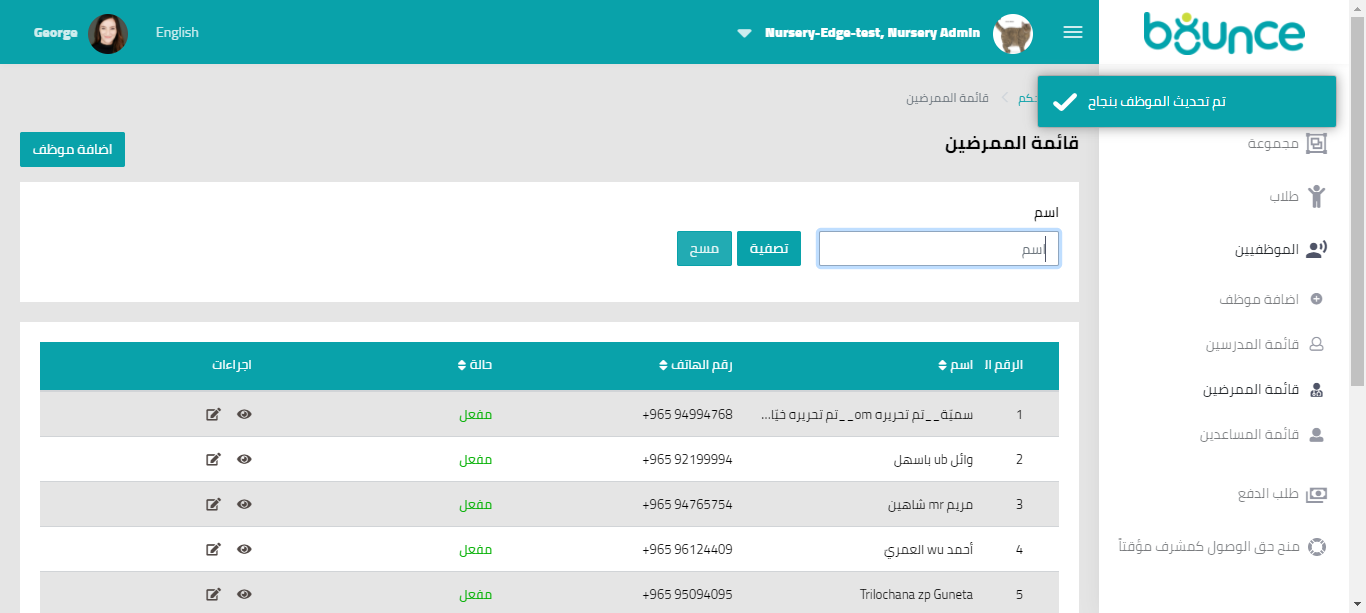 bounce
Nursery-Edge-test, Nursery Admin
English
George
تم تحديث الموظف بنجاح
قائمة الممرضين
قائمة الممرضين
اضافة موظف
اسم
اسم
تصفية
مسح
الرقم ال اسم رقم الهاتف حالة اجراءات
1 سميّة__تم تحريره om__تم تحريره خيّا... +965 94994768 مفعل
2 وائل ub باسهل +965 92199994 مفعل
3 مريم mr شاهين +965 94765754 مفعل
4 أحمد wu العمري +965 96124409 مفعل
5 Trilochana zp Guneta +965 95094095 مفعل
مجموعة
طلاب
الموظفيين
اضافة موظف
قائمة المدرسين
قائمة الممرضين
قائمة المساعدين
طلب الدفع
منح حق الوصول كمشرف مؤقتاً